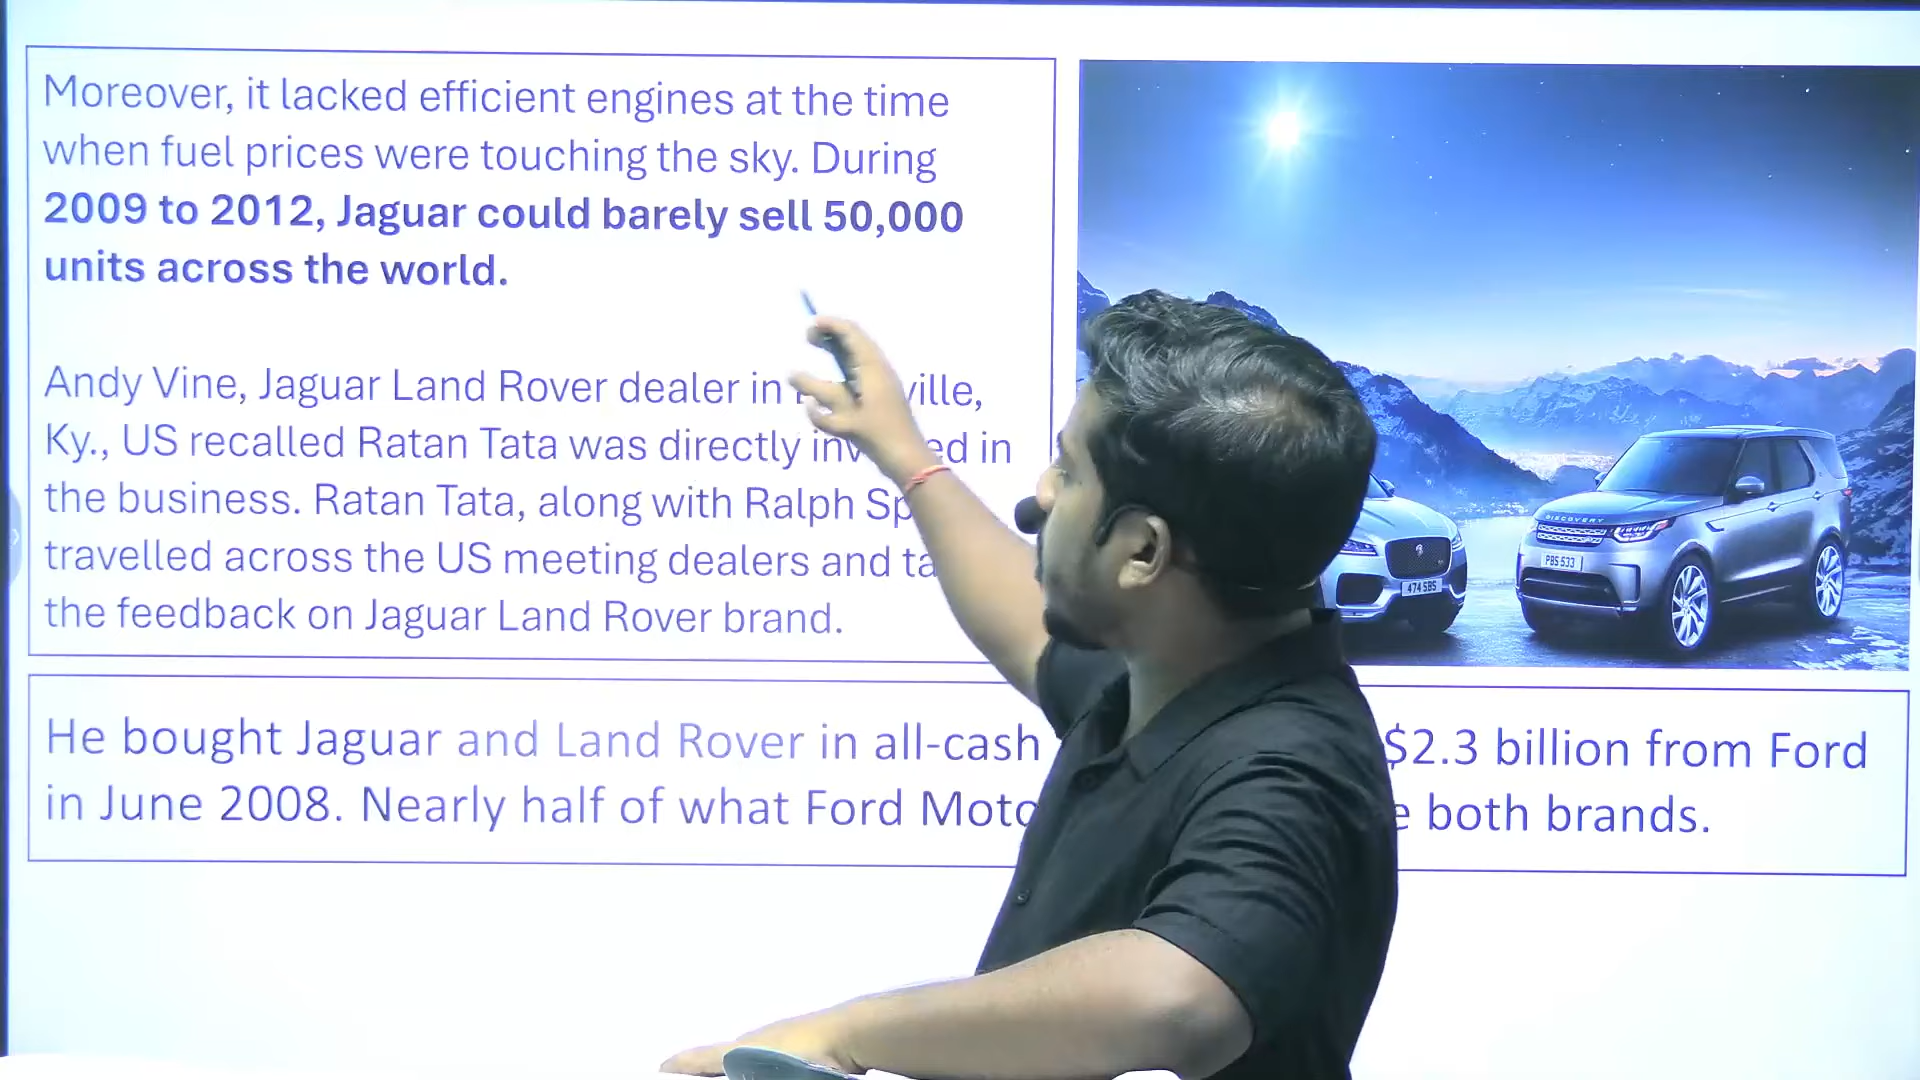 Moreover, it lacked efficient engines at the time
when fuel prices were touching the sky. During
2009 to 2012, Jaguar could barely sell 50,000
units across the world.
Andy Vine, Jaguar Land Rover dealer in
Ky., US recalled Ratan Tata was directly in
the business. Ratan Tata, along with Ralph
travelled across the US meeting dealers and
the feedback on Jaguar Land Rover brand.
DISCOVERY
PBS 533
474 SBS
He bought Jaguar and Land Rover in all-cash $2.3 billion from Ford
in June 2008. Nearly half of what Ford both brands.